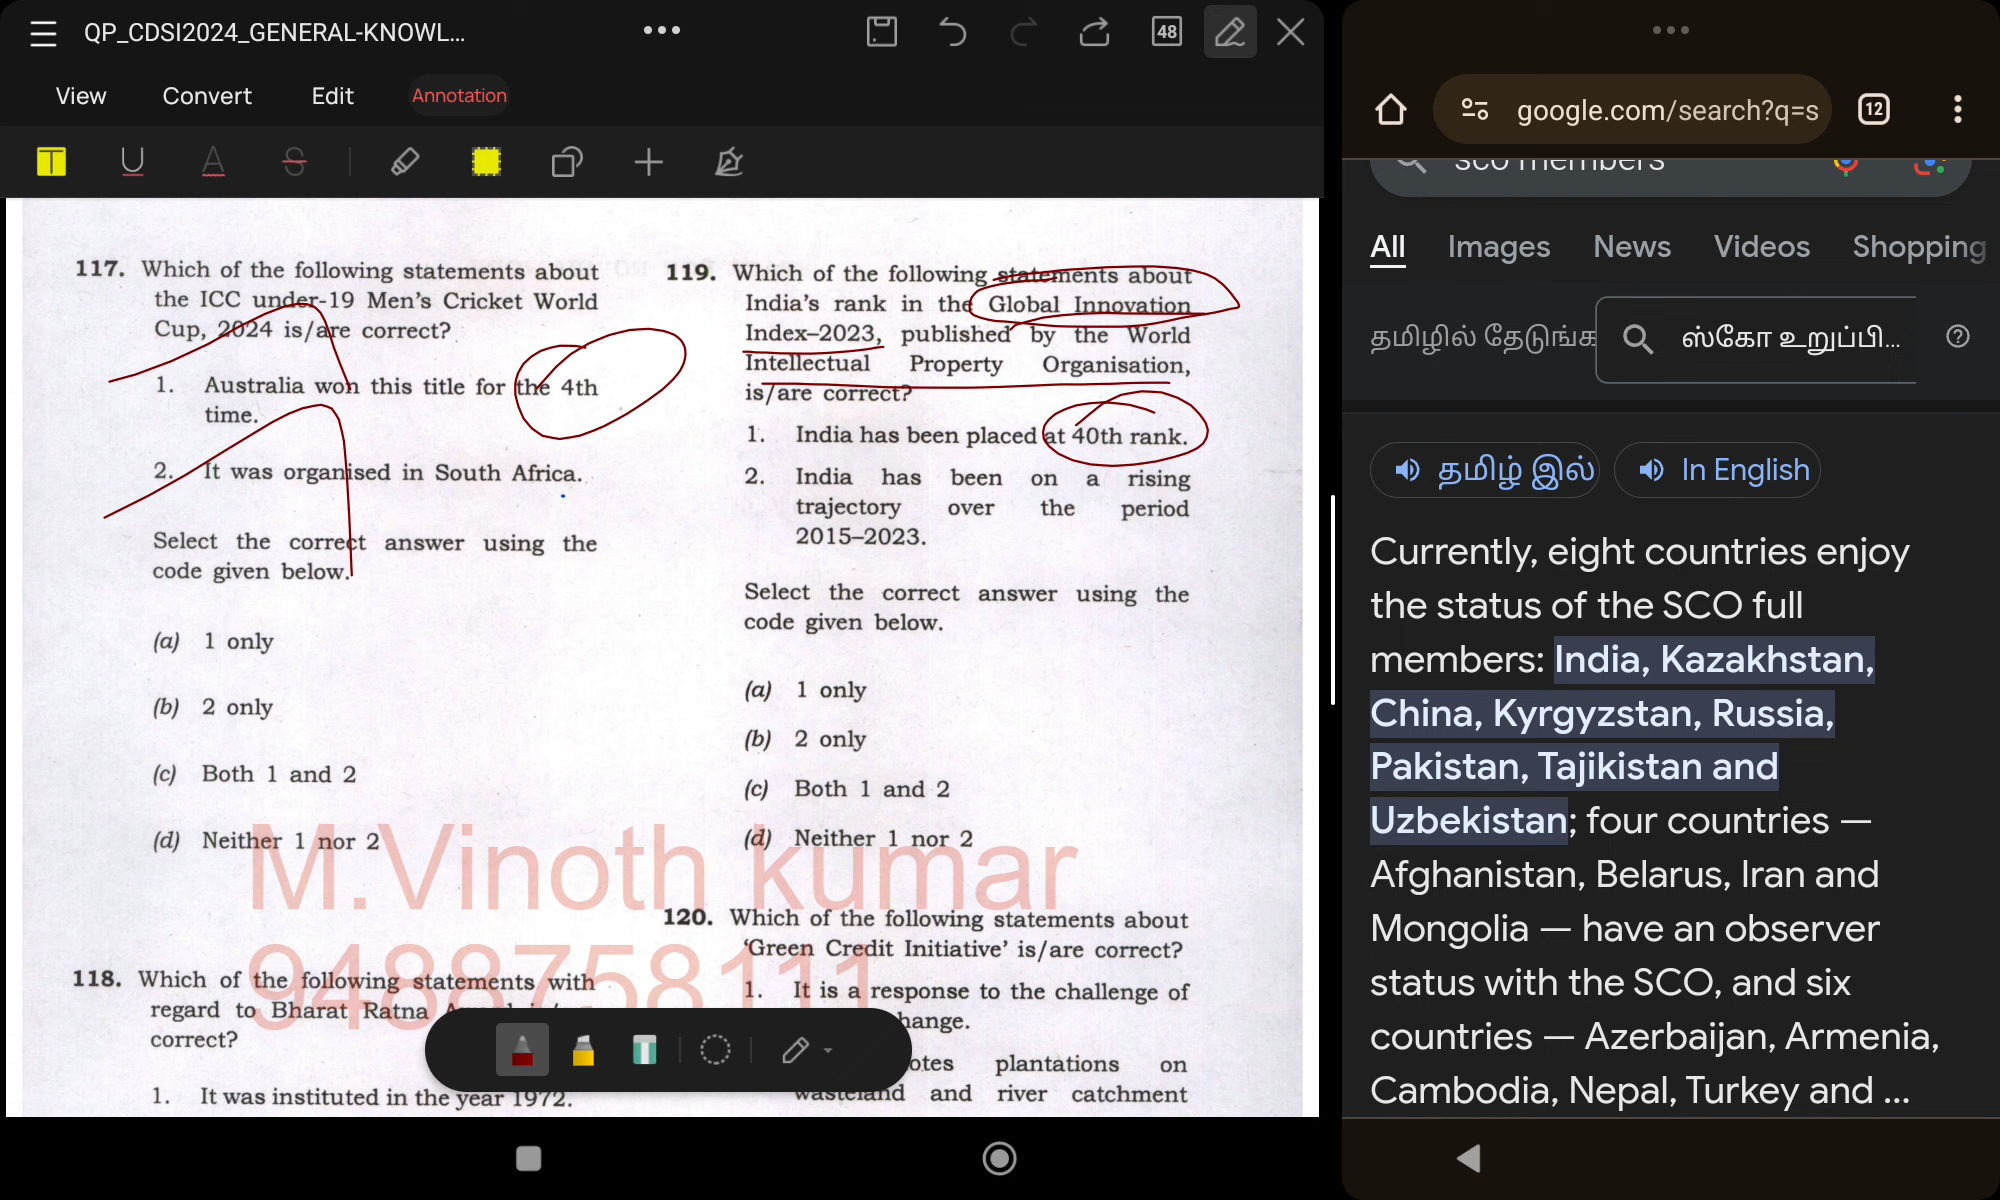 QP_CDSI2024_GENERAL-KNOWL...
48
View Convert Edit Annotation
117. Which of the following statements about
the ICC under-19 Men's Cricket World
Cup, 2024 is/are correct?
1. Australia won this title for the 4th
time.
2. It was organised in South Africa.
Select the correct answer using the
code given below.
(a) 1 only
(b) 2 only
(c) Both 1 and 2
(d) Neither 1 nor 2
118. Which of the following statements with
regard to Bharat Ratna
correct?
1. It was instituted in the year 1972.
119. Which of the following statements about
India's rank in the Global Innovation
Index–2023, published by the World
Intellectual Property Organisation,
is/are correct?
1. India has been placed at 40th rank.
2. India has been on a rising
trajectory over the period
2015–2023.
Select the correct answer using the
code given below.
(a) 1 only
(b) 2 only
(c) Both 1 and 2
(d) Neither 1 nor 2
120. Which of the following statements about
'Green Credit Initiative' is/are correct?
1. It is a response to the challenge of
hange.
otes plantations on
wasteland and river catchment
M.Vinoth kumar
9488758111
google.com/search?q=s
12
sco members
All Images News Videos Shopping
தமிழில் தேடுங்க
ஸ்கோ உறுப்பி...
தமிழ் இல் In English
Currently, eight countries enjoy
the status of the SCO full
members: India, Kazakhstan,
China, Kyrgyzstan, Russia,
Pakistan, Tajikistan and
Uzbekistan; four countries —
Afghanistan, Belarus, Iran and
Mongolia — have an observer
status with the SCO, and six
countries — Azerbaijan, Armenia,
Cambodia, Nepal, Turkey and ...